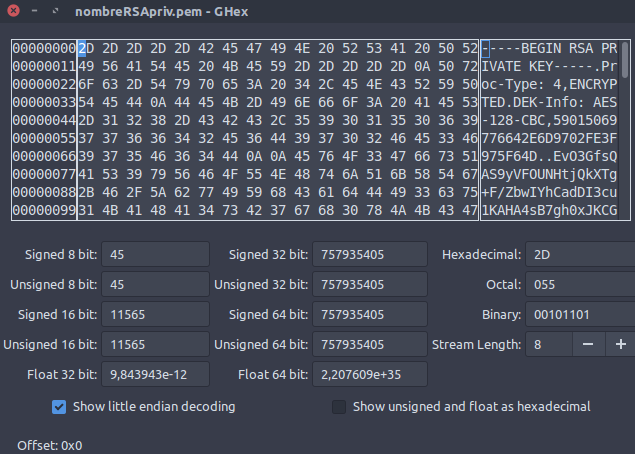 nombreRSApriv.pem - GHex
00000000 2D 2D 2D 2D 2D 42 45 47 49 4E 20 52 53 41 20 50 52 -----BEGIN RSA PR
00000011 49 56 41 54 45 20 4B 45 59 2D 2D 2D 2D 2D 0A 50 72 IVATE KEY-----.Pr
00000022 6F 63 2D 54 79 70 65 3A 20 34 2C 45 4E 43 52 59 50 oc-Type: 4,ENCRYP
00000033 54 45 44 0A 44 45 4B 2D 49 6E 66 6F 3A 20 41 45 53 TED.DEK-Info: AES
00000044 2D 31 32 38 2D 43 42 43 2C 35 39 30 31 35 30 36 39 -128-CBC,59015069
00000055 37 37 36 36 34 32 45 36 44 39 37 30 32 46 45 33 46 776642E6D9702FE3F
00000066 39 37 35 46 36 34 44 0A 0A 45 76 4F 33 47 66 73 51 975F64D..EvO3GfsQ
00000077 41 53 39 79 56 46 4F 55 4E 48 74 6A 51 6B 58 54 67 AS9yVFOUNHtjQkXTg
00000088 2B 46 2F 5A 62 77 49 59 68 43 61 64 44 49 33 63 75 +F/ZbwIYhCadDI3cu
00000099 31 4B 41 48 41 34 73 42 37 67 68 30 78 4A 4B 43 47 1KAHA4sB7gh0xJKCG
Signed 8 bit: 45 Signed 32 bit: 757935405 Hexadecimal: 2D
Unsigned 8 bit: 45 Unsigned 32 bit: 757935405 Octal: 055
Signed 16 bit: 11565 Signed 64 bit: 757935405 Binary: 00101101
Unsigned 16 bit: 11565 Unsigned 64 bit: 757935405 Stream Length: 8 − +
Float 32 bit: 9,843943e-12 Float 64 bit: 2,207609e+35
Show little endian decoding Show unsigned and float as hexadecimal
Offset: 0x0